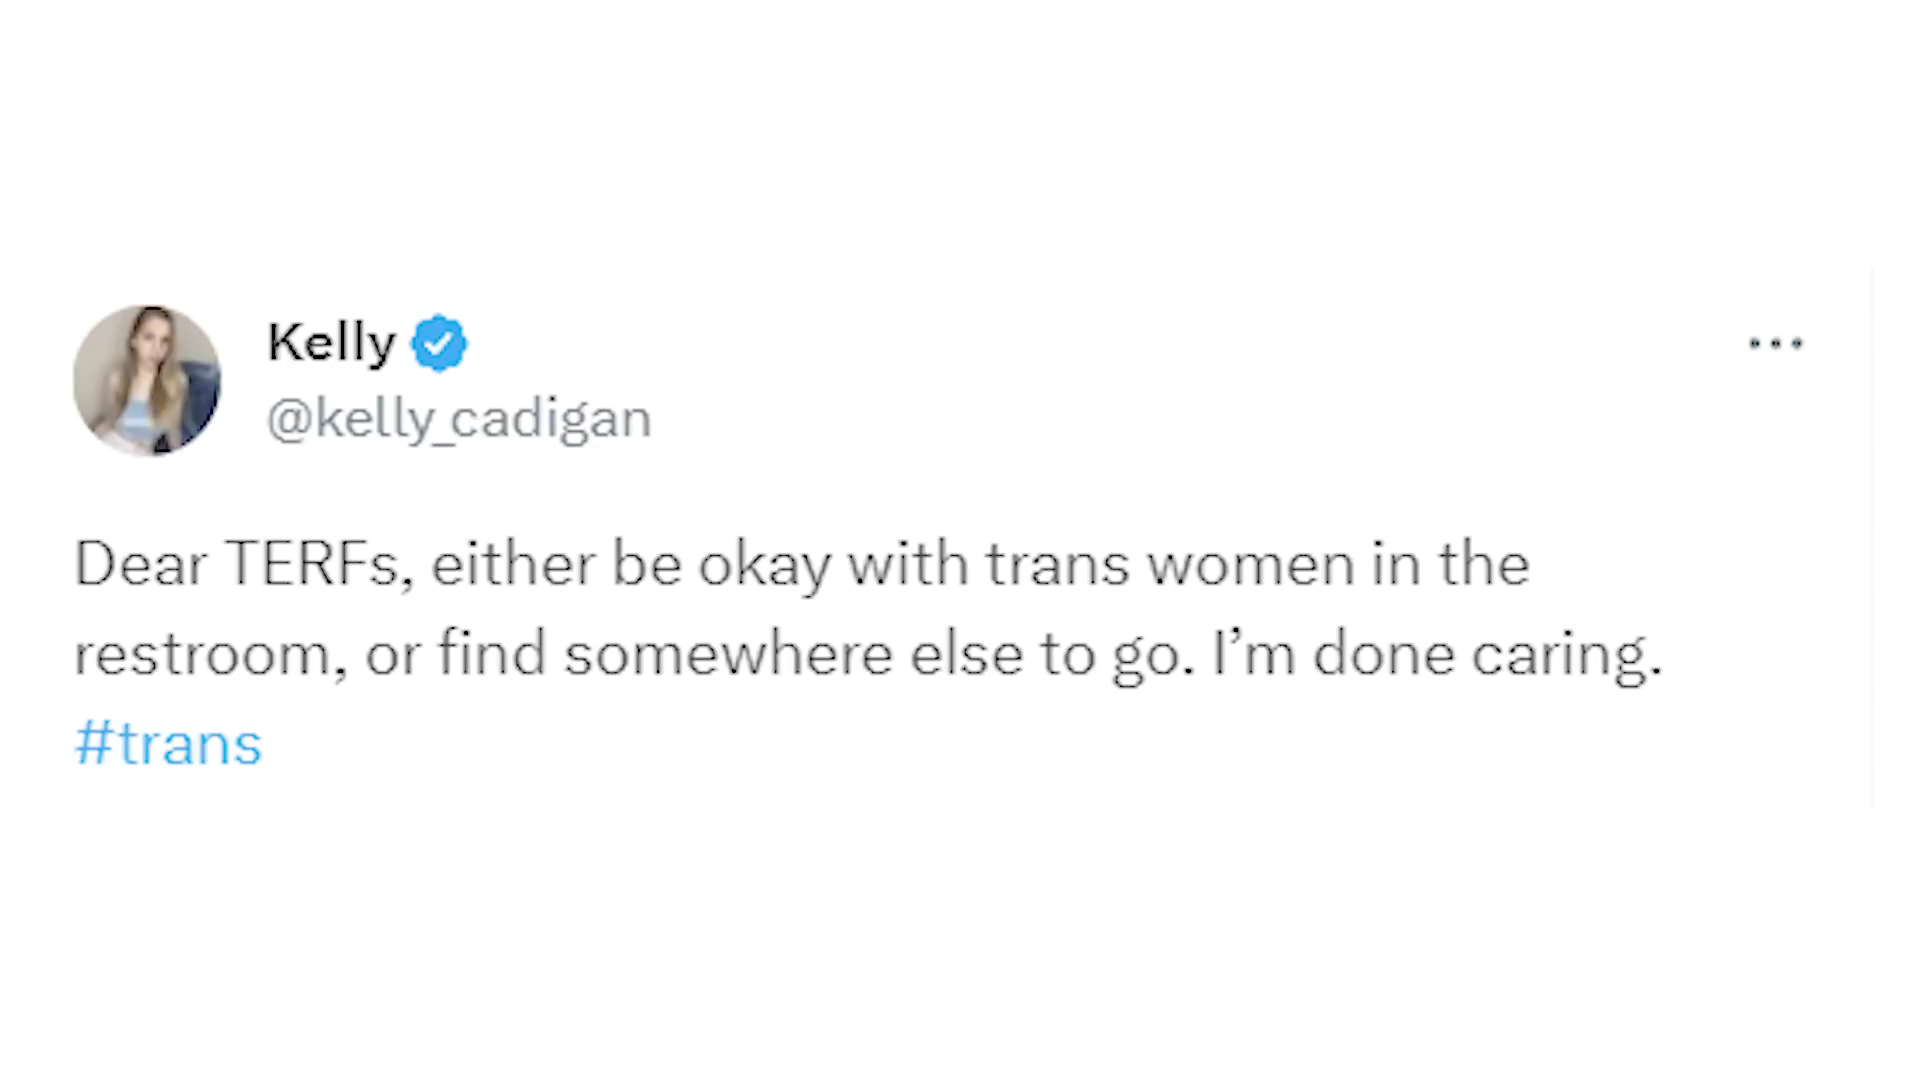 Kelly
@kelly_cadigan
Dear TERFs, either be okay with trans women in the
restroom, or find somewhere else to go. I’m done caring.
#trans